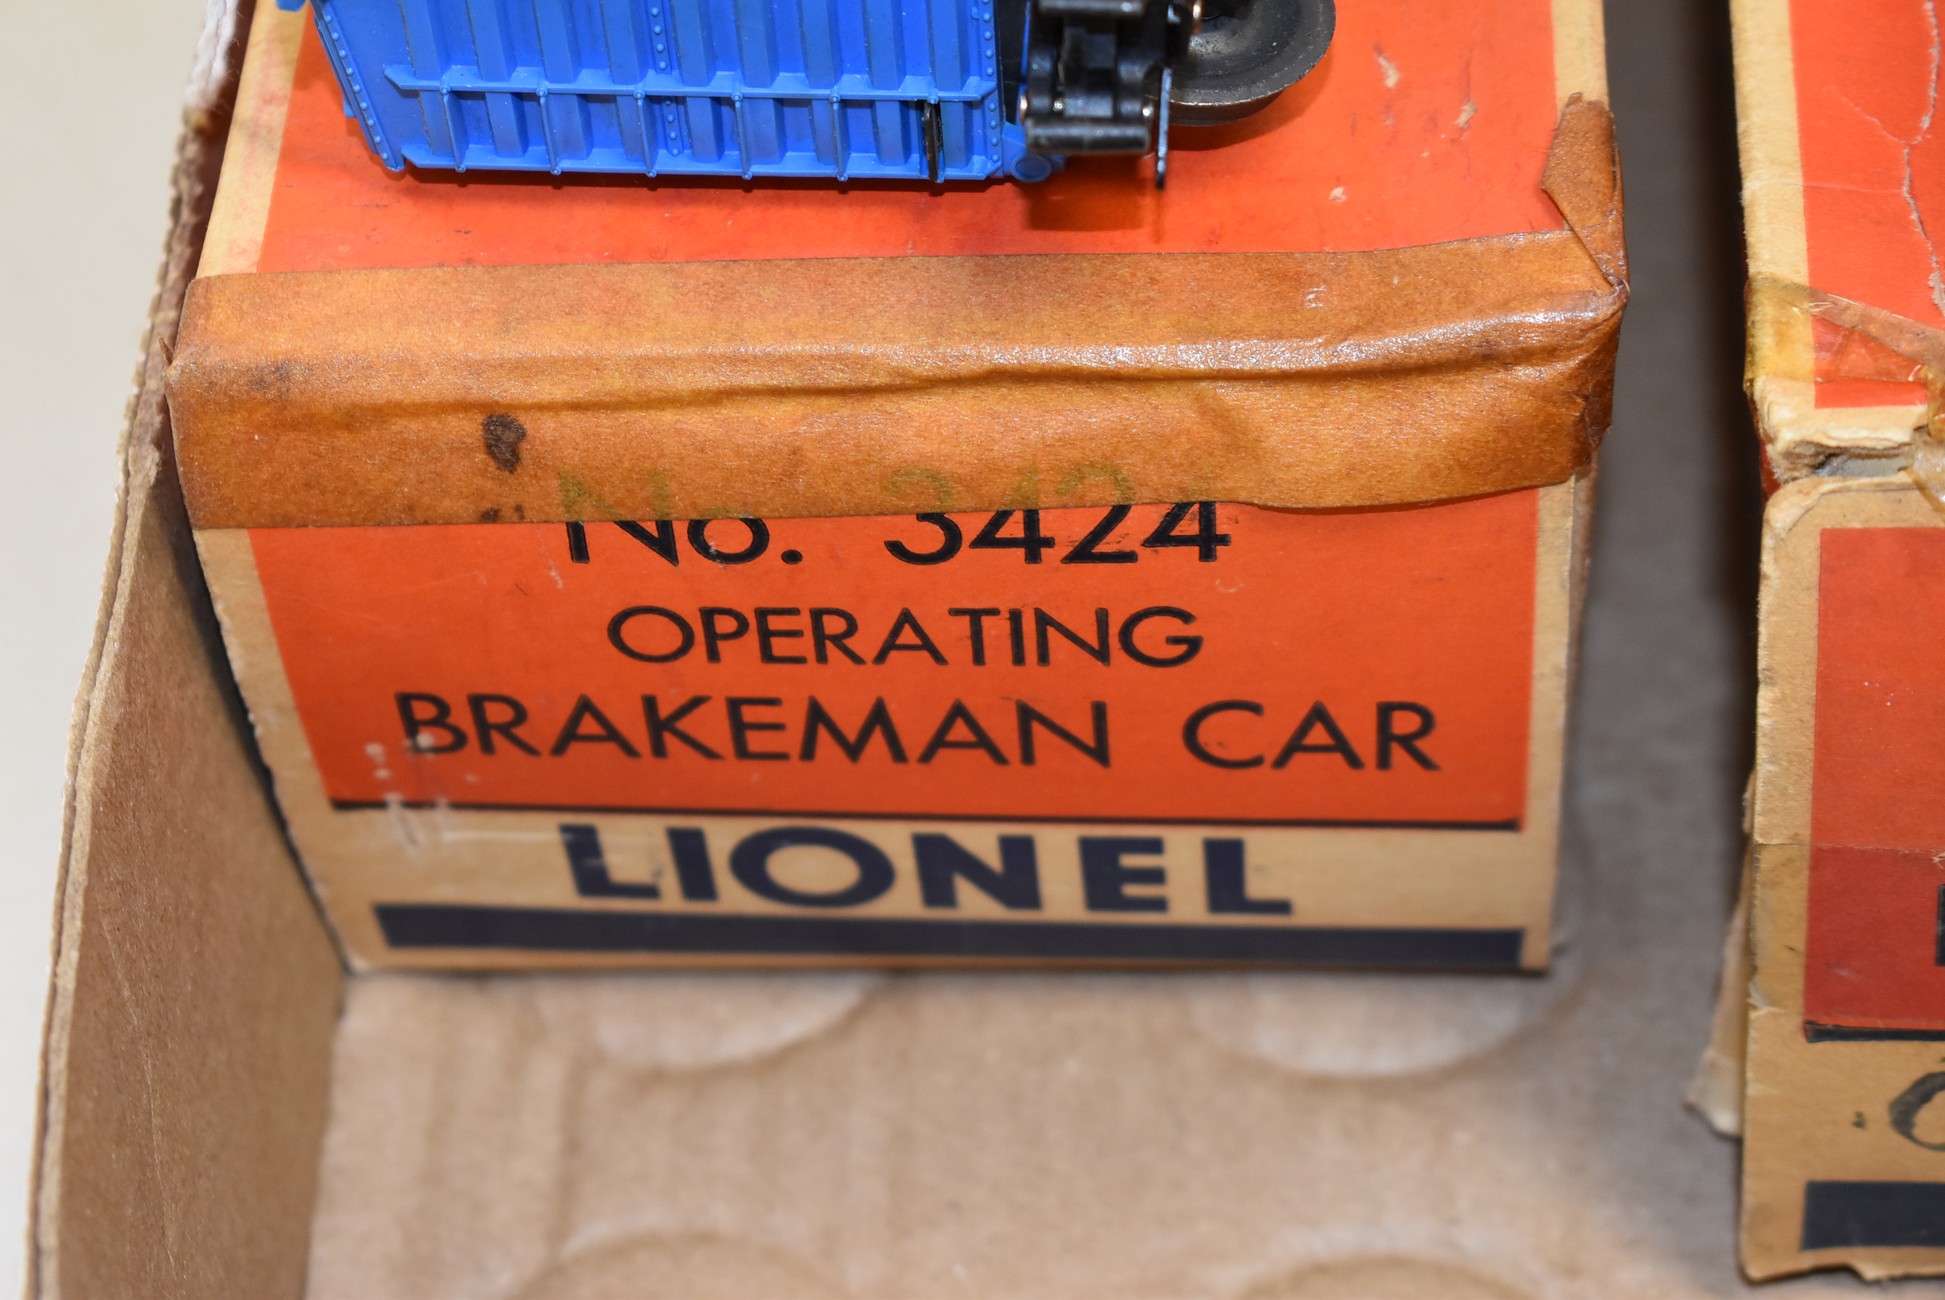 No. 3424
OPERATING
BRAKEMAN CAR
LIONEL